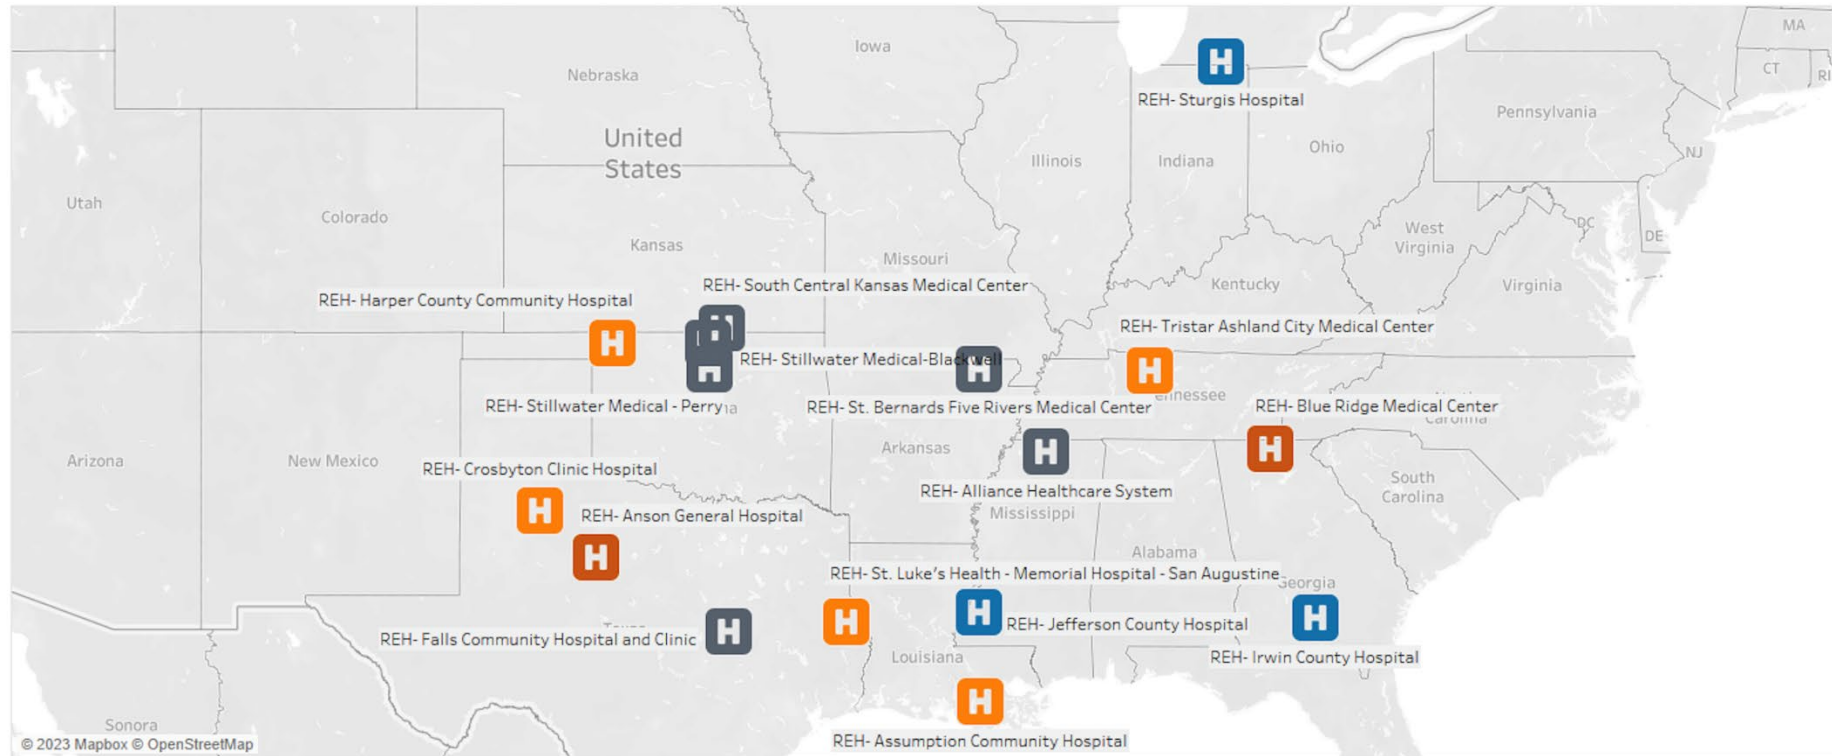 Iowa
MA
Nebraska
CT
RI
REH- Sturgis Hospital
Pennsylvania
United
States
Illinois
Indiana
Ohio
NJ
Utah
Colorado
Kansas
Missouri
West
Virginia
DC
DE
REH- South Central Kansas Medical Center
Kentucky
Virginia
REH- Harper County Community Hospital
H
REH- Tristar Ashland City Medical Center
REH- Stillwater Medical-Blackwell
REH- Stillwater Medical - Perry
REH- St. Bernards Five Rivers Medical Center
REH- Blue Ridge Medical Center
Carolina
Arizona
New Mexico
Arkansas
REH- Crosbyton Clinic Hospital
South
Carolina
REH- Alliance Healthcare System
Mississippi
REH- Anson General Hospital
Alabama
REH- St. Luke's Health - Memorial Hospital - San Augustine
Georgia
REH- Falls Community Hospital and Clinic
REH- Jefferson County Hospital
Louisiana
REH- Irwin County Hospital
Sonora
REH- Assumption Community Hospital
© 2023 Mapbox © OpenStreetMap